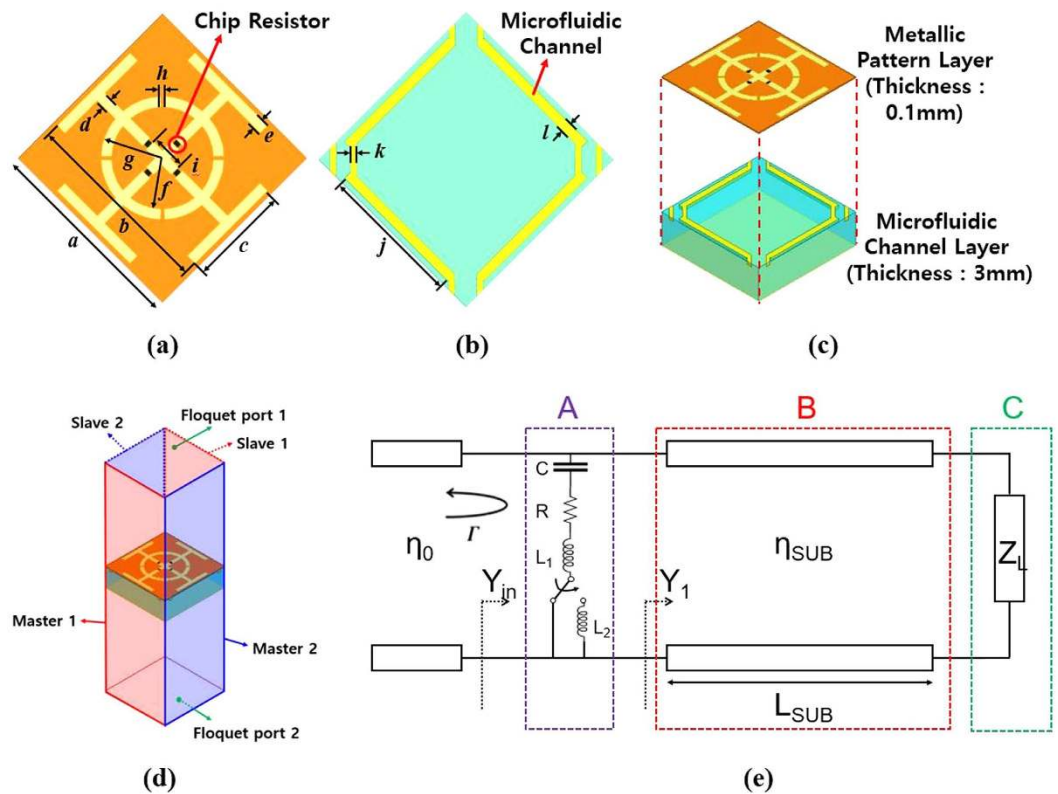 Chip Resistor
h
d
e
g
i
f
b
a
c
(a)
Microfluidic
Channel
l
k
j
(b)
Metallic
Pattern Layer
(Thickness :
0.1mm)
Microfluidic
Channel Layer
(Thickness : 3mm)
(c)
Slave 2
Floquet port 1
Slave 1
Master 1
Master 2
Floquet port 2
(d)
A
B
C
C
R
L1
L2
r
η0
Yin
Y1
ηSUB
ZL
LSUB
(e)